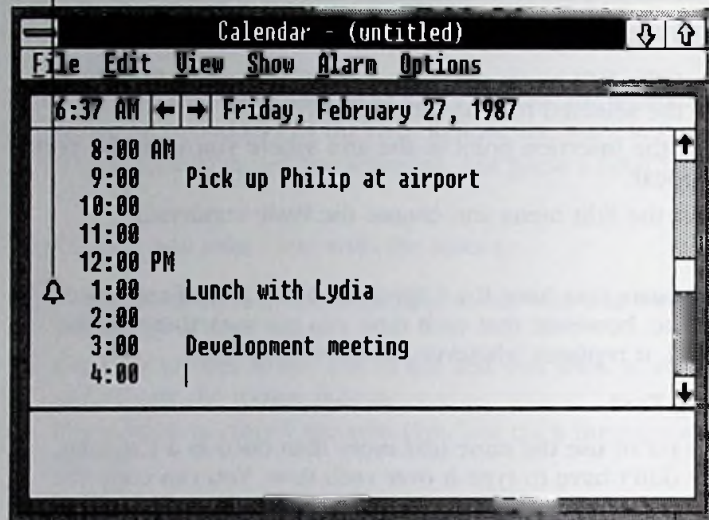 Calendar - (untitled)
File Edit View Show Alarm Options
6:37 AM ← → Friday, February 27, 1987
8:00 AM
9:00 Pick up Philip at airport
10:00
11:00
12:00 PM
1:00 Lunch with Lydia
2:00
3:00 Development meeting
4:00